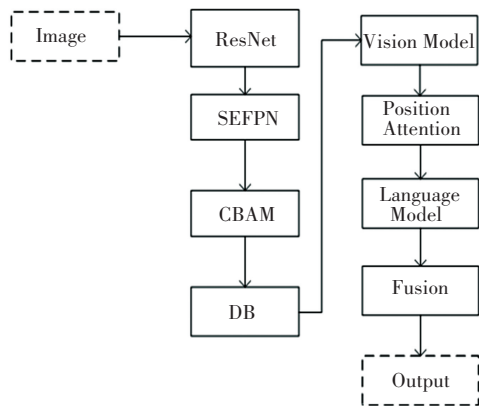 Image
ResNet
SEFPN
CBAM
DB
Vision Model
Position
Attention
Language
Model
Fusion
Output